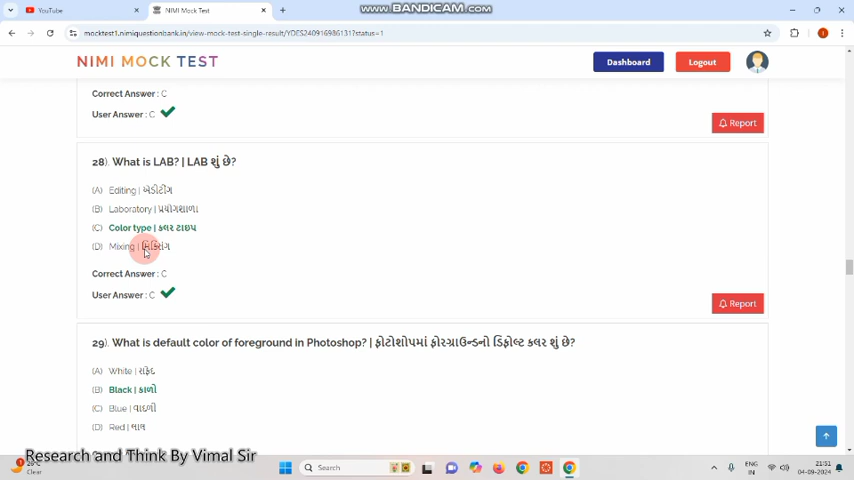 www.BANDICAM.com
YouTube
NIMI Mock Test
mocktest1.nimiquestionbank.in/view-mock-test-single-result/YDES24091698613​1?status=1
NIMI MOCK TEST
Dashboard
Logout
Correct Answer : C
User Answer : C
Report
28). What is LAB? | LAB શું છે?
(A) Editing | એડીટીંગ
(B) Laboratory | પ્રયોગશાળા
(C) Color type | કલર ટાઇપ
(D) Mixing | મિક્સિંગ
Correct Answer : C
User Answer : C
Report
29). What is default color of foreground in Photoshop? | ફોટોશોપમાં ફોરગ્રાઉન્ડનો ડિફોલ્ટ કલર શું છે?
(A) White | સફેદ
(B) Black | કાળો
(C) Blue | વાદળી
(D) Red | લાલ
Research and Think By Vimal Sir
Clear
Search
ENG
IN
21:51
04-09-2024